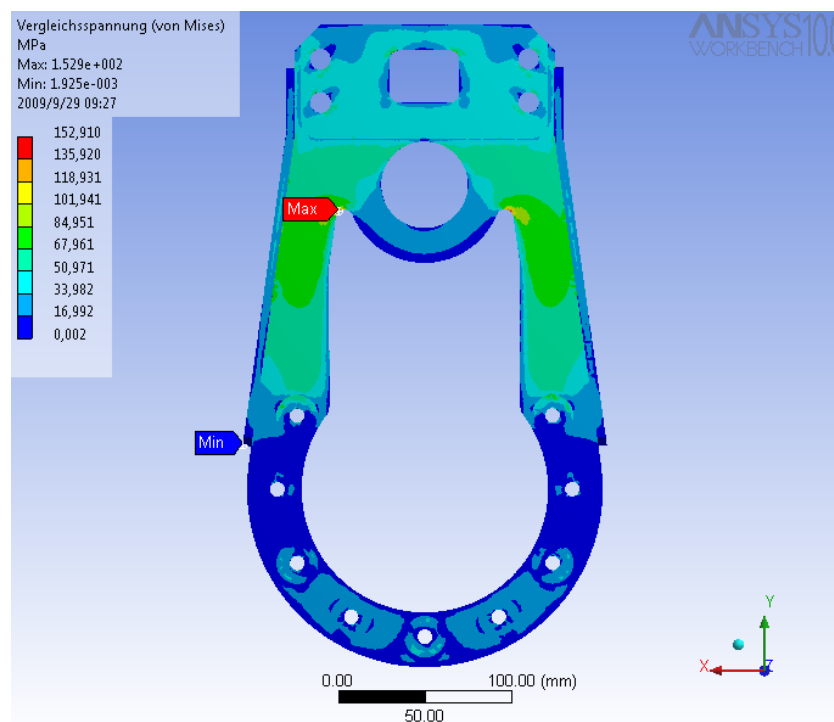 Vergleichsspannung (von Mises)
MPa
Max: 1.529e+002
Min: 1.925e-003
2009/9/29 09:27
152,910
135,920
118,931
101,941
84,951
67,961
50,971
33,982
16,992
0,002
ANSYS 10.0
WORKBENCH
Max
Min
Y
X
Z
0.00 100.00 (mm)
50.00